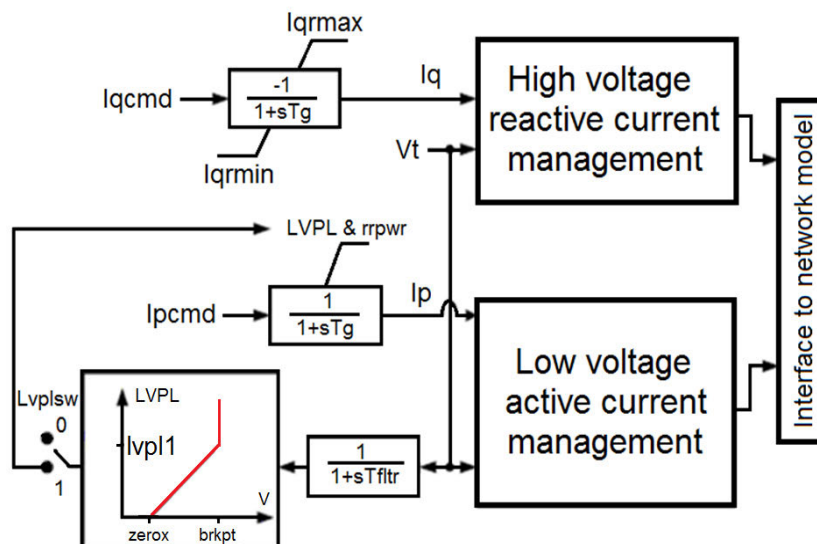 Iqrmax
Iqcmd
-1
1+sTg
Iq
Iqrmin
High voltage
reactive current
management
Vt
Interface to network model
LVPL & rrpwr
Ipcmd
1
1+sTg
Ip
Low voltage
active current
management
Lvplsw
0
1
LVPL
lvpl1
V
zerox
brkpt
1
1+sTfltr